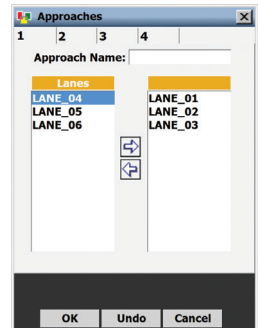 Approaches
1 2 3 4
Approach Name:
Lanes
LANE_04 LANE_01
LANE_05 LANE_02
LANE_06 LANE_03
OK Undo Cancel